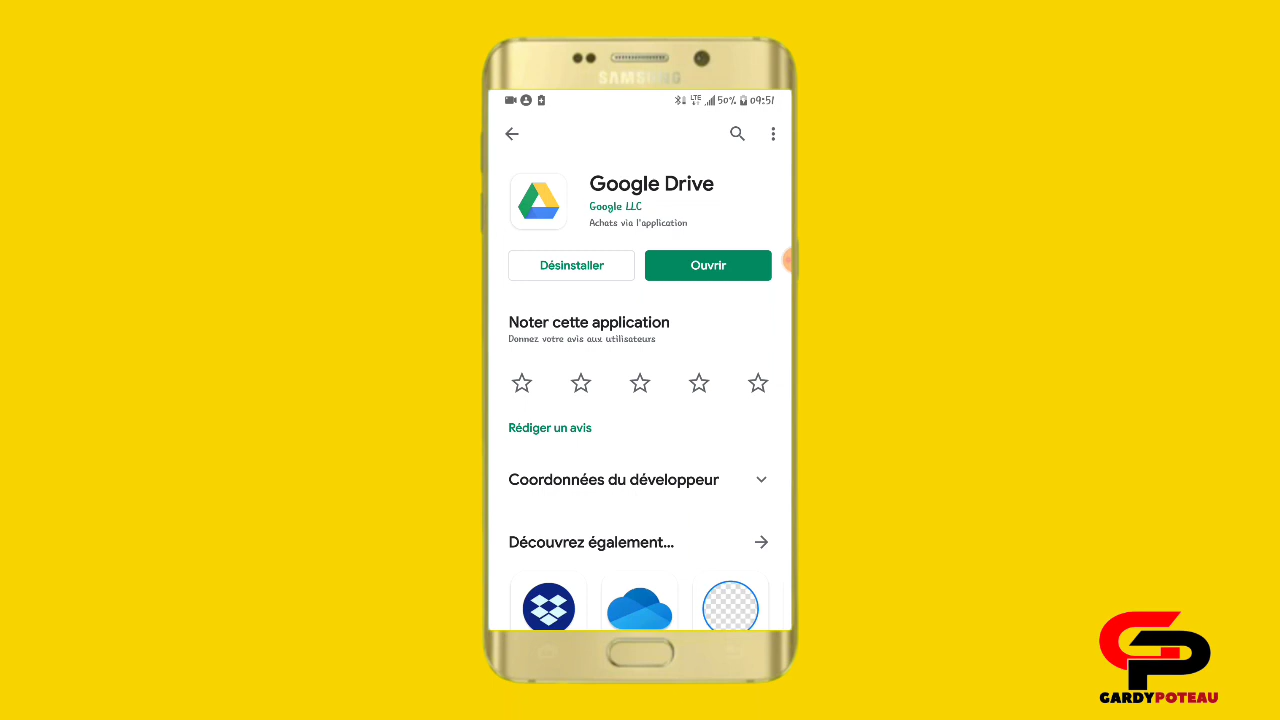 SAMSUNG
LTE 50% 09:51
Google Drive
Google LLC
Achats via l'application
Désinstaller
Ouvrir
Noter cette application
Donnez votre avis aux utilisateurs
Rédiger un avis
Coordonnées du développeur
Découvrez également...
GP
GARDYPOTEAU